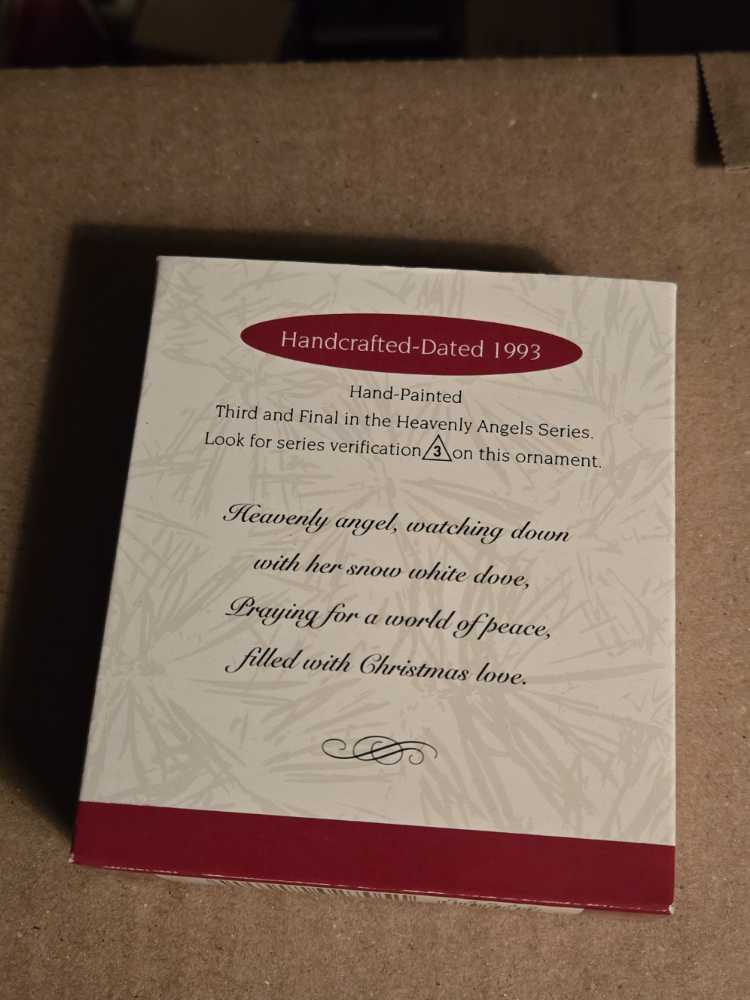 Handcrafted-Dated 1993
Hand-Painted
Third and Final in the Heavenly Angels Series.
Look for series verification 3 on this ornament.
Heavenly angel, watching down
with her snow white dove,
Praying for a world of peace,
filled with Christmas love.